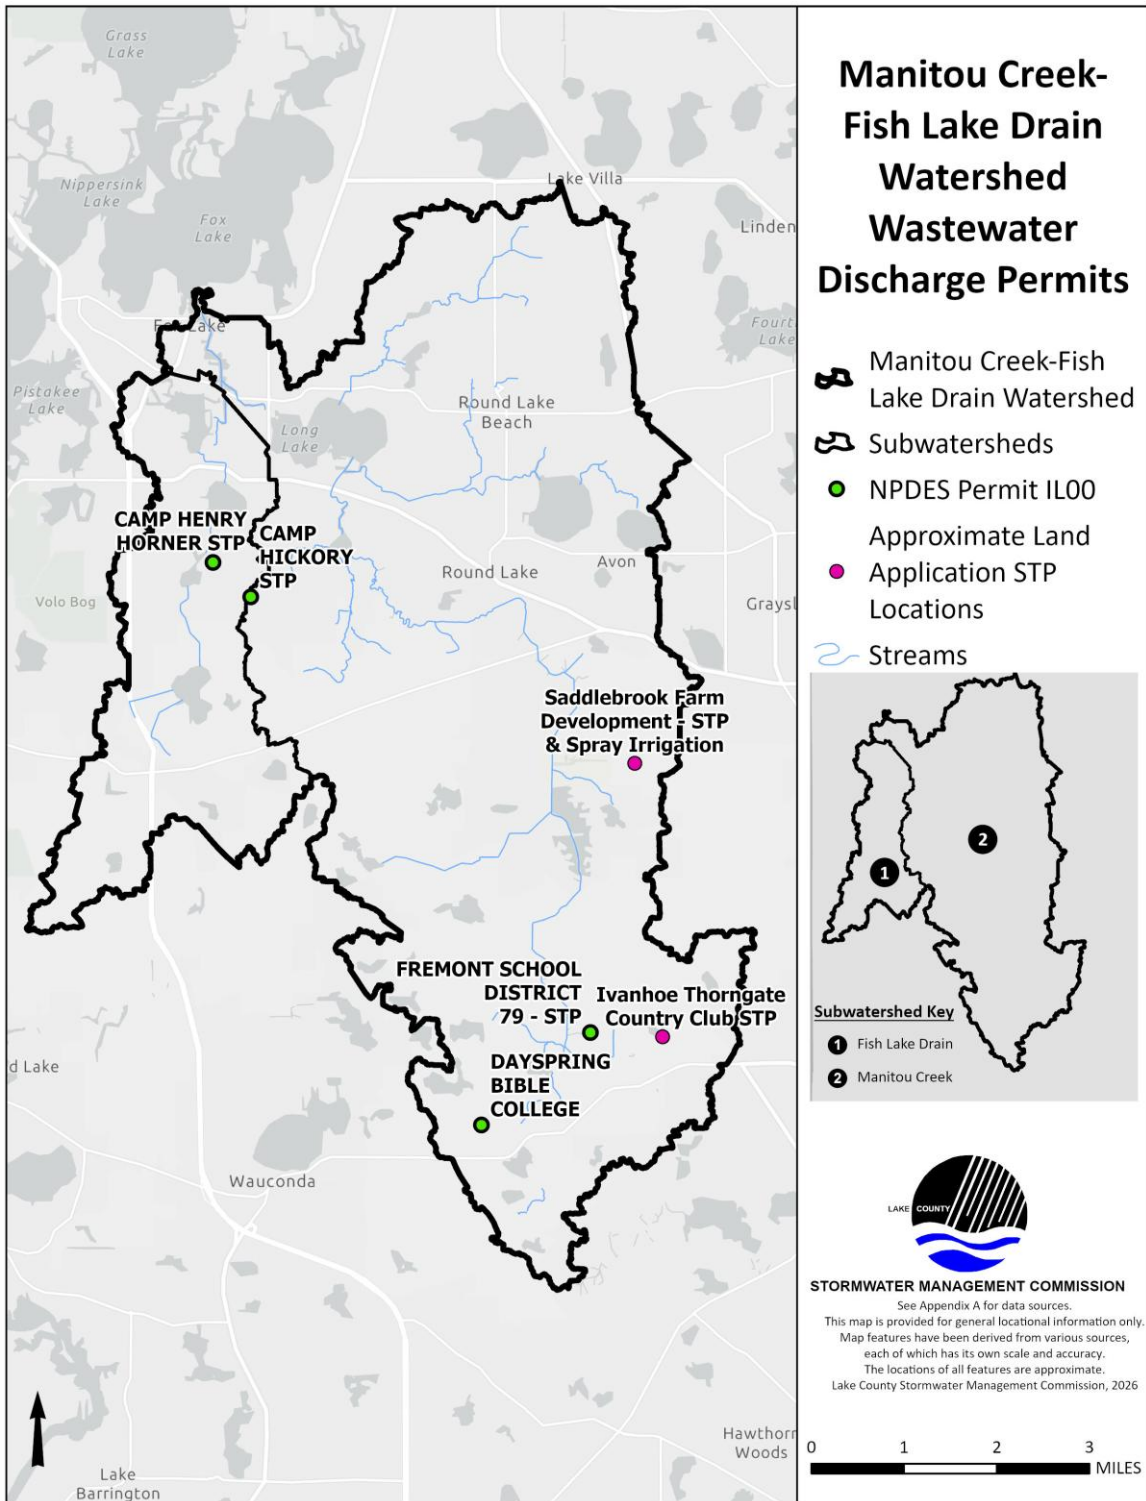 Grass
Lake
Nippersink
Lake
Fox
Lake
Lake Villa
Linden
Fox Lake
Fourth
Lake
Pistakee
Lake
Long
Lake
Round Lake
Beach
CAMP HENRY
HORNER STP
CAMP
HICKORY
STP
Volo Bog
Round Lake
Avon
Graysl
Saddlebrook Farm
Development - STP
& Spray Irrigation
FREMONT SCHOOL
DISTRICT
79 - STP
Ivanhoe Thorngate
Country Club STP
DAYSPRING
BIBLE
COLLEGE
d Lake
Wauconda
Hawthorn
Woods
Lake
Barrington
Manitou Creek-
Fish Lake Drain
Watershed
Wastewater
Discharge Permits
Manitou Creek-Fish
Lake Drain Watershed
Subwatersheds
NPDES Permit IL00
Approximate Land
Application STP
Locations
Streams
1
2
Subwatershed Key
1 Fish Lake Drain
2 Manitou Creek
LAKE COUNTY
STORMWATER MANAGEMENT COMMISSION
See Appendix A for data sources.
This map is provided for general locational information only.
Map features have been derived from various sources,
each of which has its own scale and accuracy.
The locations of all features are approximate.
Lake County Stormwater Management Commission, 2026
0 1 2 3
MILES